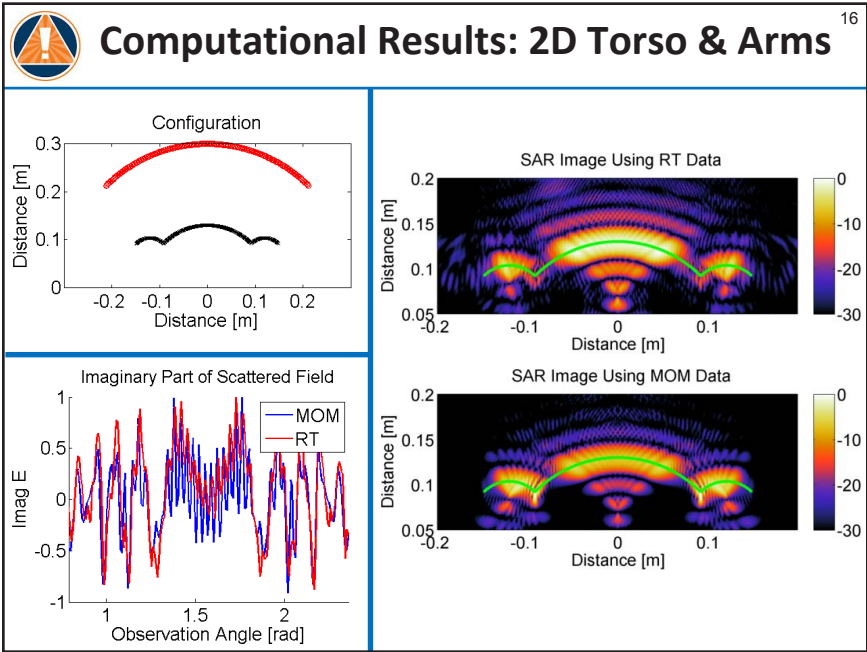 16
Computational Results: 2D Torso & Arms
Configuration
0.3
0.2
0.1
0
-0.2 -0.1 0 0.1 0.2
Distance [m]
Distance [m]
Imaginary Part of Scattered Field
1
0.5
0
-0.5
-1
1 1.5 2
Imag E
Observation Angle [rad]
MOM
RT
SAR Image Using RT Data
0.2
0.15
0.1
0.05
-0.2 -0.1 0 0.1
Distance [m]
Distance [m]
0
-10
-20
-30
SAR Image Using MOM Data
0.2
0.15
0.1
0.05
-0.2 -0.1 0 0.1
Distance [m]
Distance [m]
0
-10
-20
-30